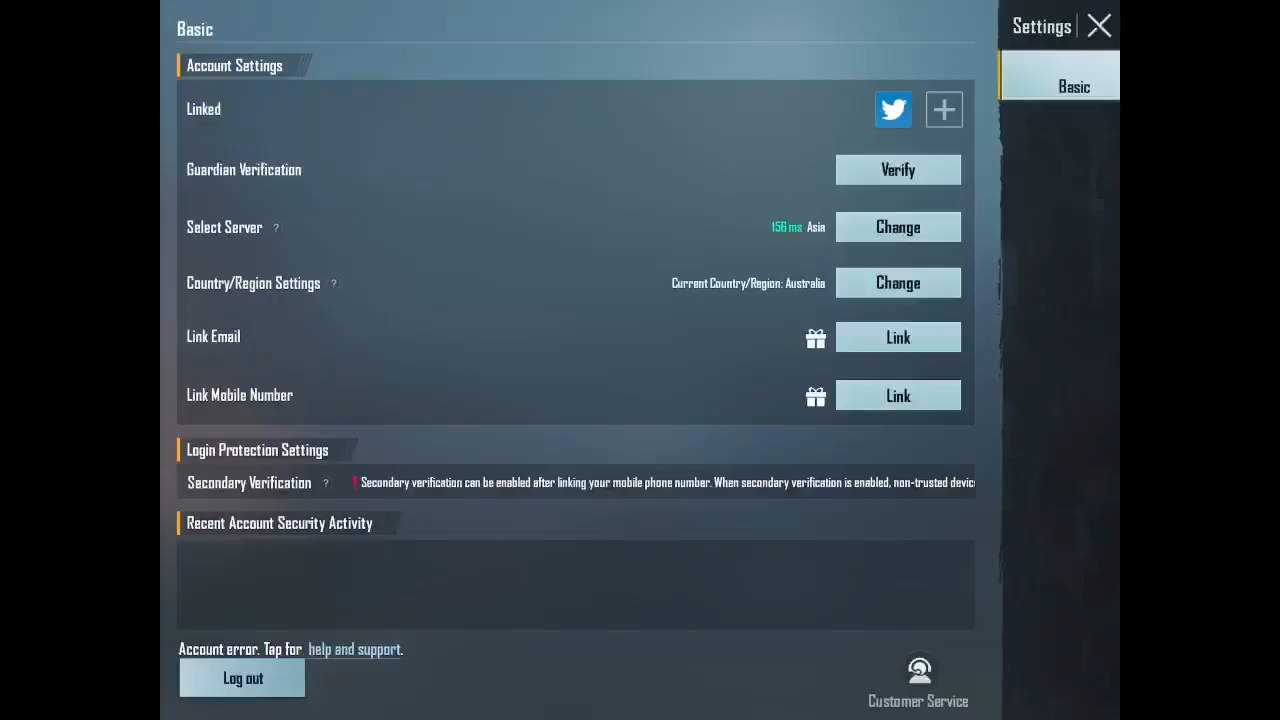 Basic
Settings
Account Settings
Basic
Linked
Guardian Verification
Verify
Select Server ?
156 ms Asia
Change
Country/Region Settings ?
Current Country/Region: Australia
Change
Link Email
Link
Link Mobile Number
Link
Login Protection Settings
Secondary Verification ?
! Secondary verification can be enabled after linking your mobile phone number. When secondary verification is enabled, non-trusted devic
Recent Account Security Activity
Account error. Tap for help and support.
Log out
Customer Service